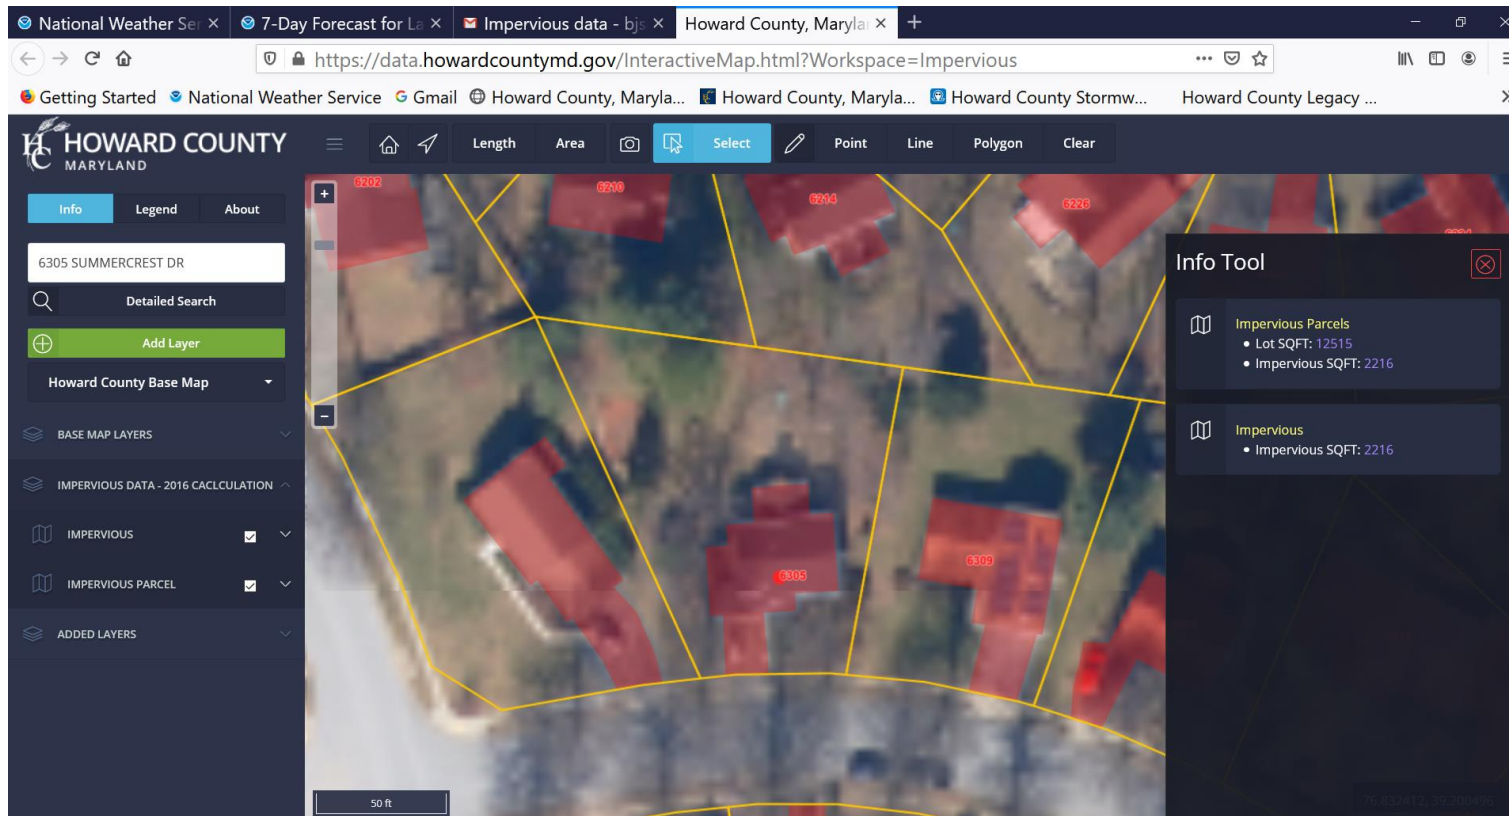 National Weather Ser
7-Day Forecast for La
Impervious data - bjs
Howard County, Maryla
https://data.howardcountymd.gov/InteractiveMap.html?Workspace=Impervious
Getting Started
National Weather Service
Gmail
Howard County, Maryla...
Howard County, Maryla...
Howard County Stormw...
Howard County Legacy ...
HOWARD COUNTY
MARYLAND
Length
Area
Select
Point
Line
Polygon
Clear
Info
Legend
About
6305 SUMMERCREST DR
Detailed Search
Add Layer
Howard County Base Map
BASE MAP LAYERS
IMPERVIOUS DATA - 2016 CACLCULATION
IMPERVIOUS
IMPERVIOUS PARCEL
ADDED LAYERS
6202
6210
6214
6226
6305
6309
50 ft
Info Tool
Impervious Parcels
• Lot SQFT: 12515
• Impervious SQFT: 2216
Impervious
• Impervious SQFT: 2216
-76.832412, 39.200496